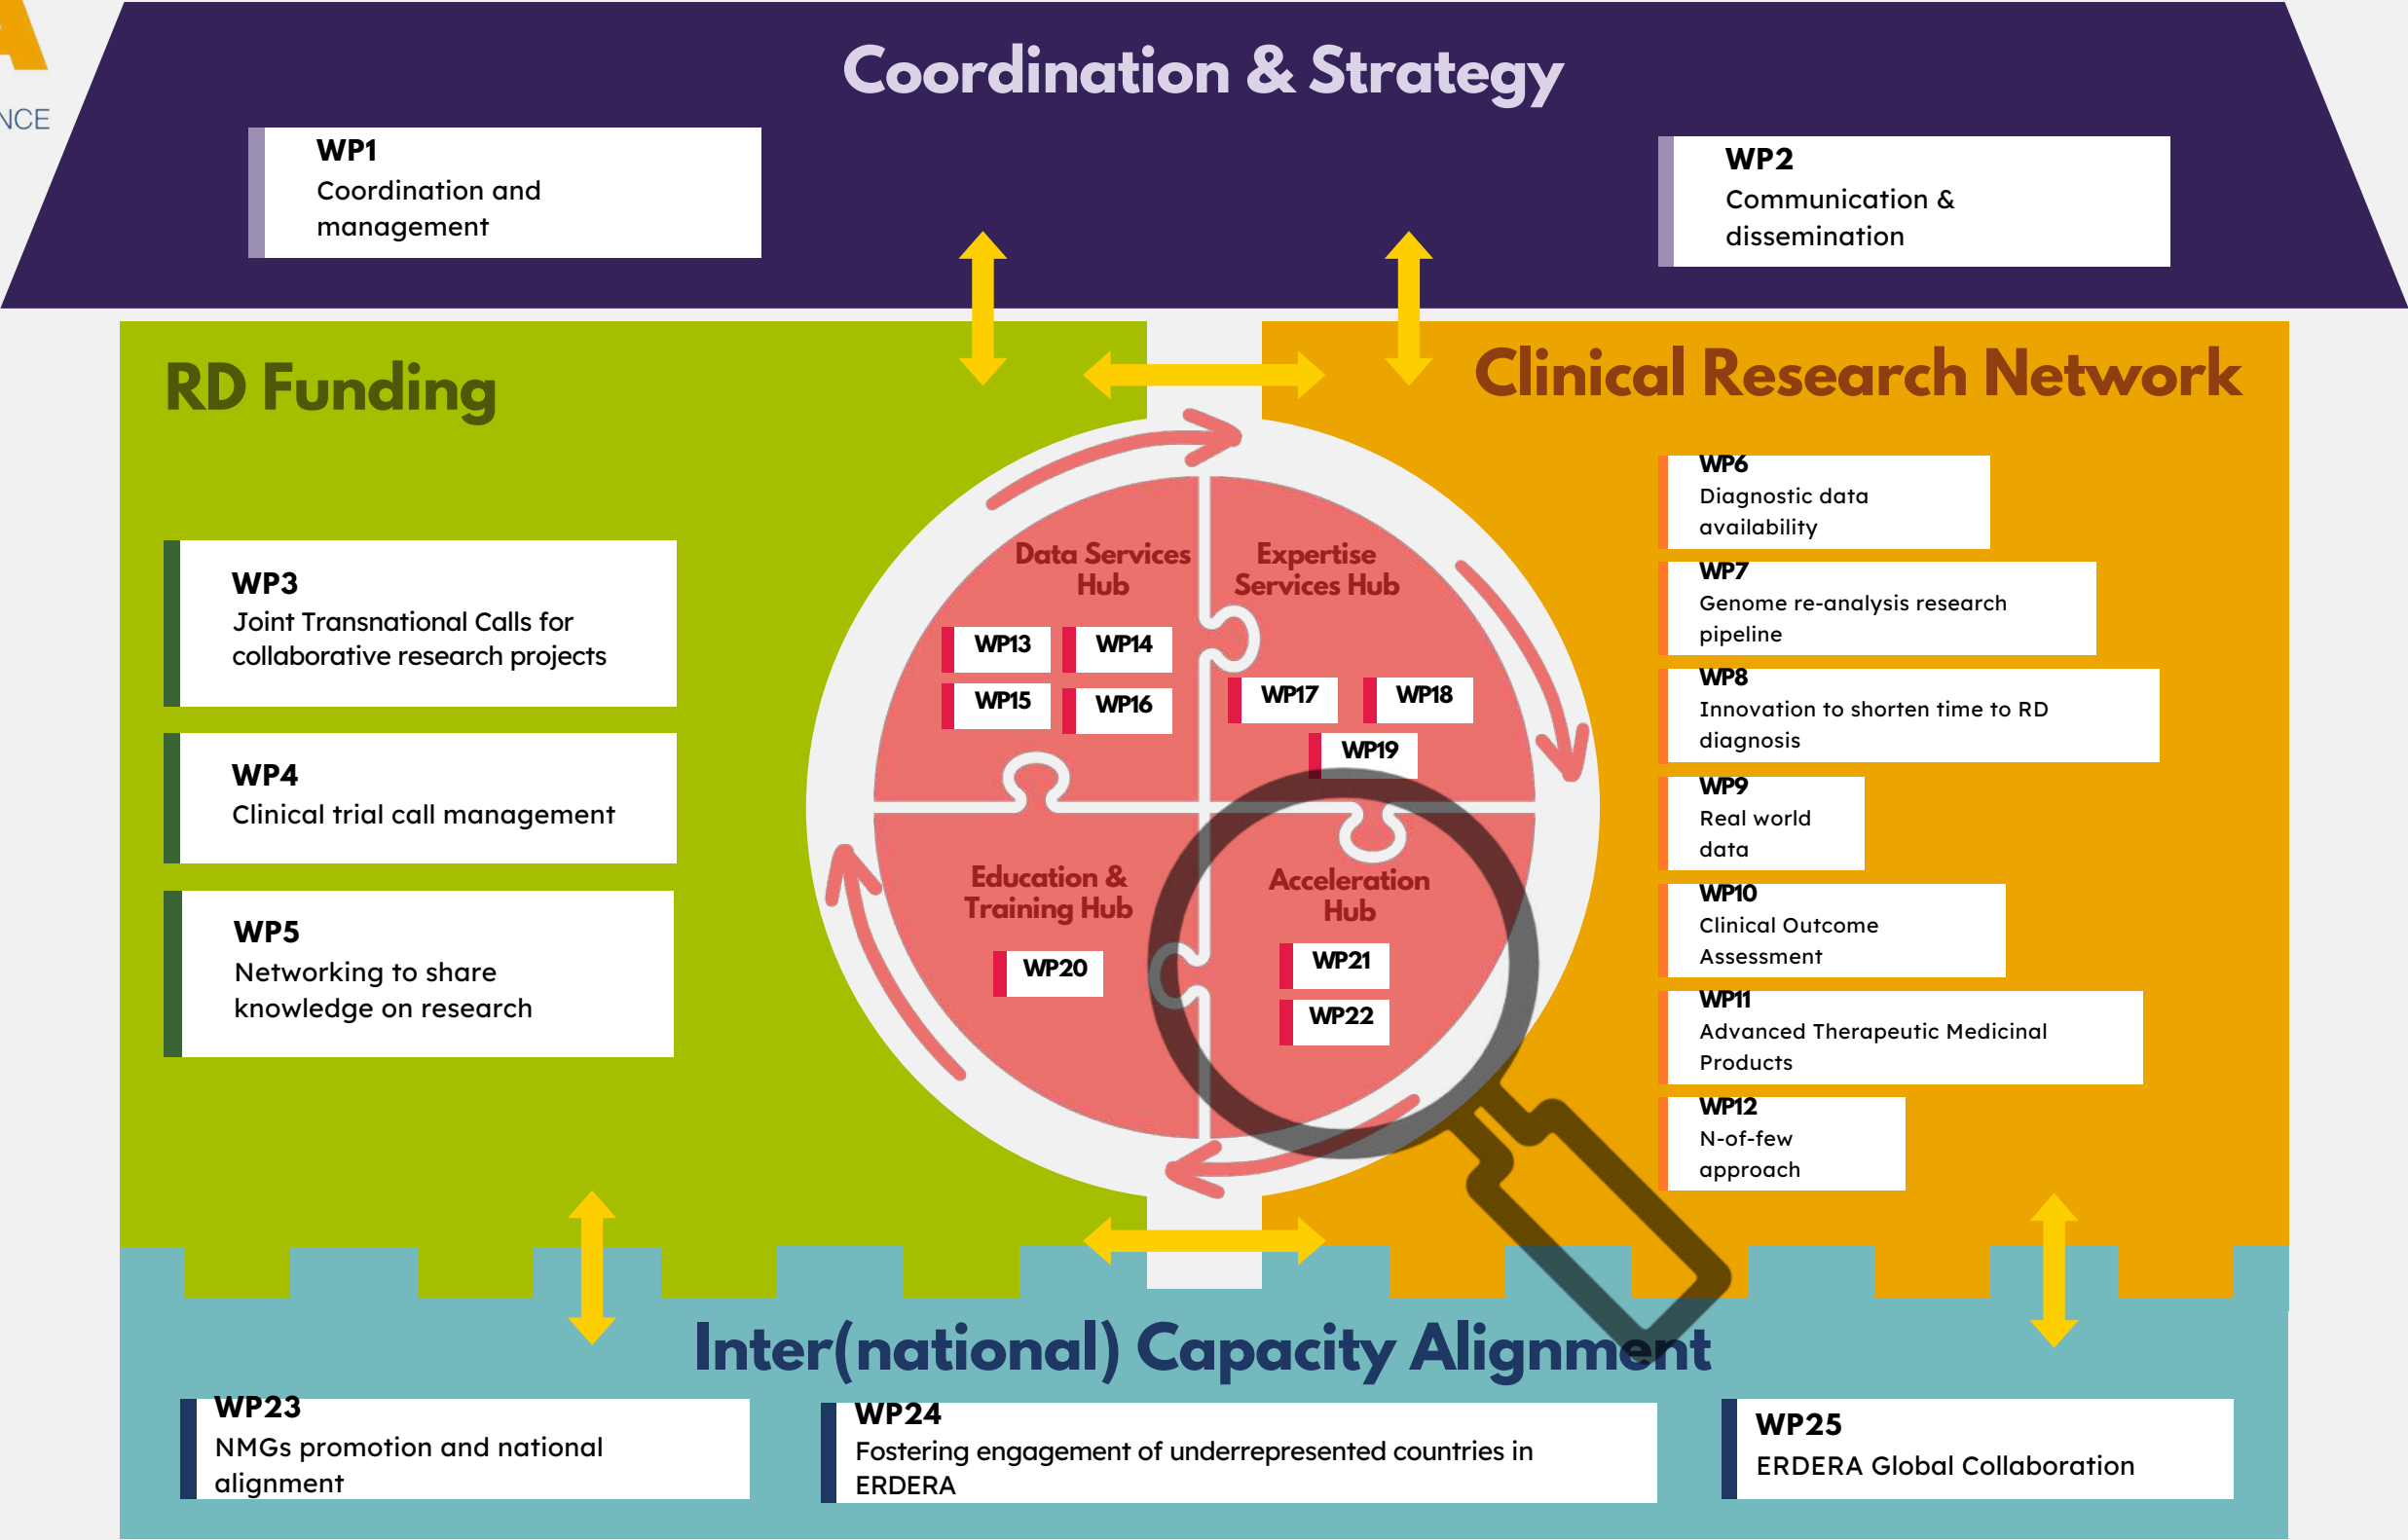 A
NCE
Coordination & Strategy
WP1
Coordination and
management
WP2
Communication &
dissemination
RD Funding
WP3
Joint Transnational Calls for
collaborative research projects
WP4
Clinical trial call management
WP5
Networking to share
knowledge on research
Data Services
Hub
WP13
WP14
WP15
WP16
Expertise
Services Hub
WP17
WP18
WP19
Education &
Training Hub
WP20
Acceleration
Hub
WP21
WP22
Clinical Research Network
WP6
Diagnostic data
availability
WP7
Genome re-analysis research
pipeline
WP8
Innovation to shorten time to RD
diagnosis
WP9
Real world
data
WP10
Clinical Outcome
Assessment
WP11
Advanced Therapeutic Medicinal
Products
WP12
N-of-few
approach
Inter(national) Capacity Alignment
WP23
NMGs promotion and national
alignment
WP24
Fostering engagement of underrepresented countries in
ERDERA
WP25
ERDERA Global Collaboration